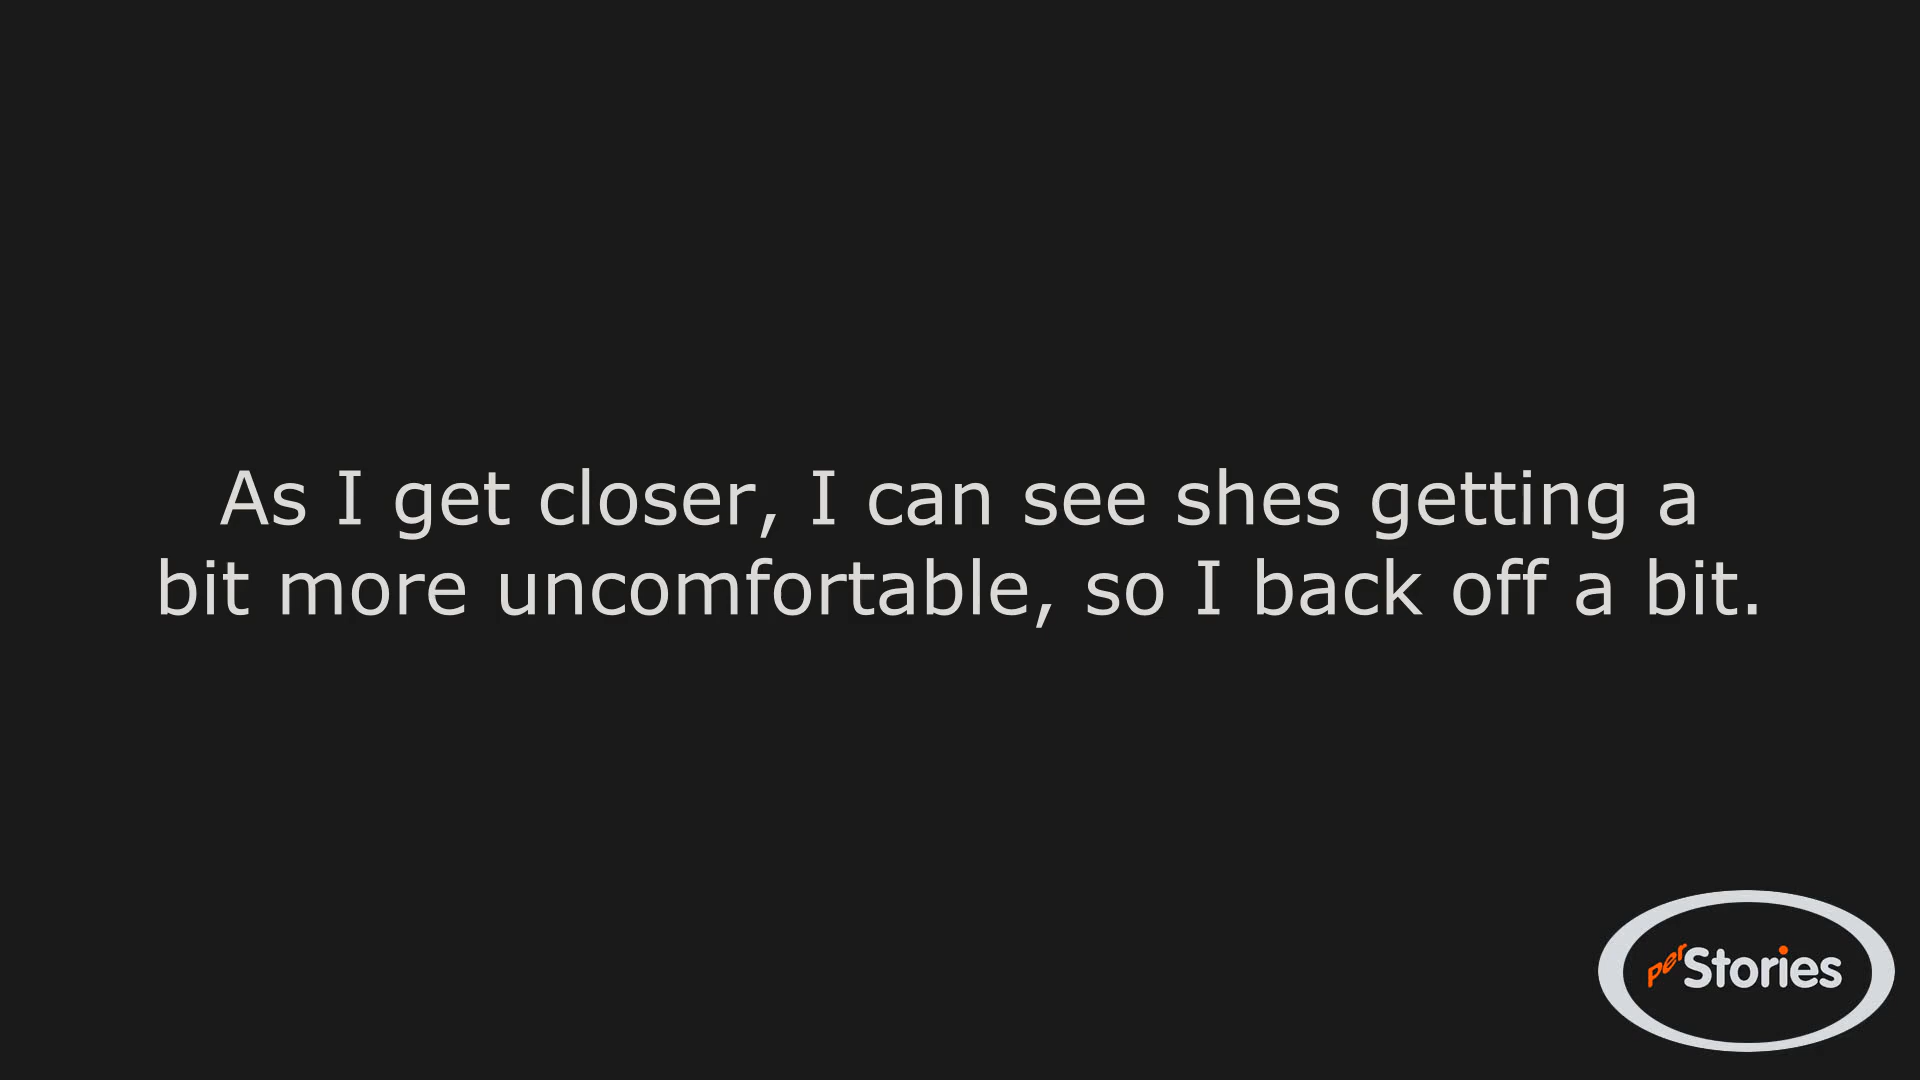 As I get closer, I can see shes getting a
bit more uncomfortable, so I back off a bit.
perStories